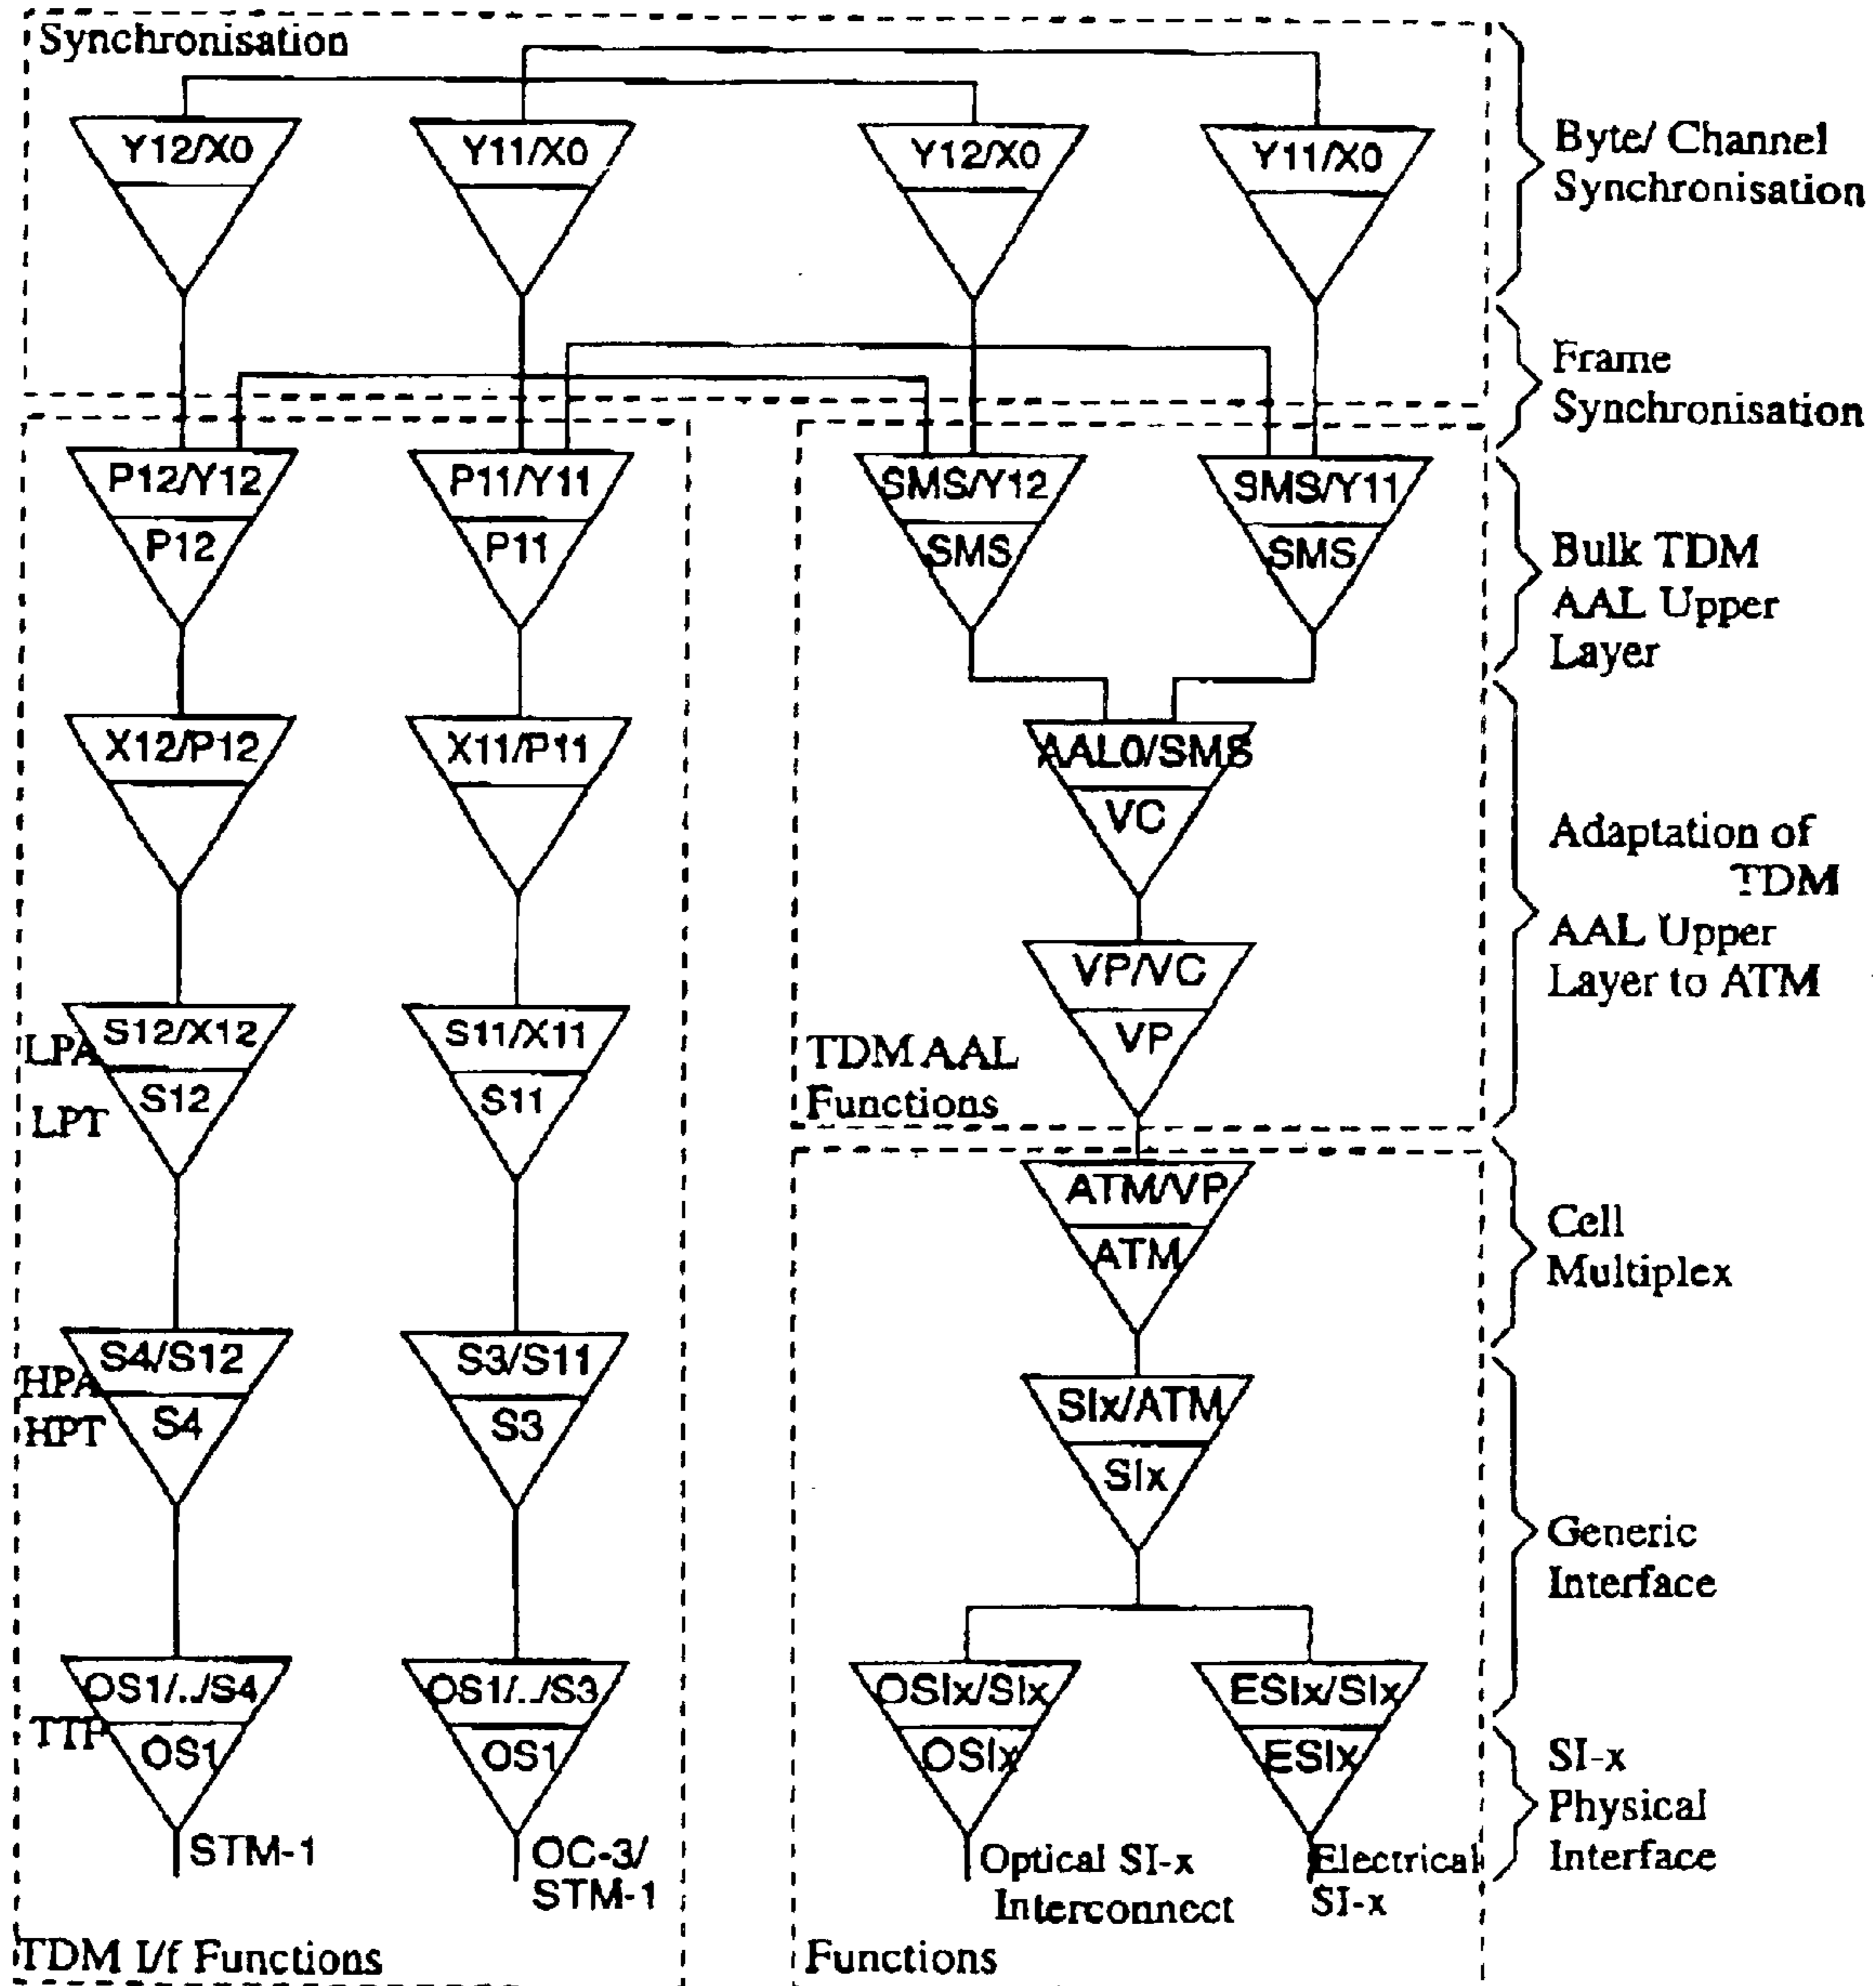 Synchronisation
Y12/X0
Y11/X0
Y12/X0
Y11/X0
Byte/ Channel
Synchronisation
Frame
Synchronisation
P12/Y12
P12
P11/Y11
P11
SMS/Y12
SMS
SMS/Y11
SMS
Bulk TDM
AAL Upper
Layer
X12/P12
X11/P11
AAL0/SMS
VC
VP/VC
VP
Adaptation of
TDM
AAL Upper
Layer to ATM
LPA
S12/X12
LPT
S12
S11/X11
S11
TDM AAL
Functions
ATM/VP
ATM
Cell
Multiplex
HPA
S4/S12
HPT
S4
S3/S11
S3
SIx/ATM
SIx
Generic
Interface
OS1/../S4
TTP
OS1
OS1/../S3
OS1
OSIx/SIx
OSIx
ESIx/SIx
ESIx
SI-x
Physical
Interface
STM-1
OC-3/
STM-1
Optical SI-x
Interconnect
Electrical
SI-x
TDM I/f Functions
Functions